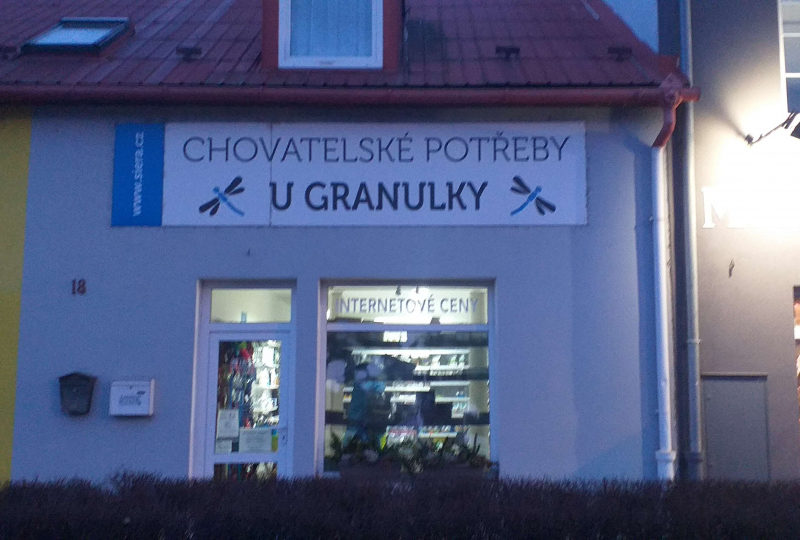 www.siera.cz
CHOVATELSKÉ POTŘEBY
U GRANULKY
18
INTERNETOVÉ CENY